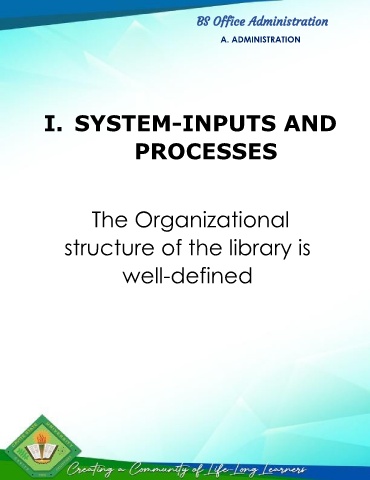 BS Office Administration
A. ADMINISTRATION
I. SYSTEM-INPUTS AND
PROCESSES
The Organizational
structure of the library is
well-defined
Creating a Community of Life-Long Learners